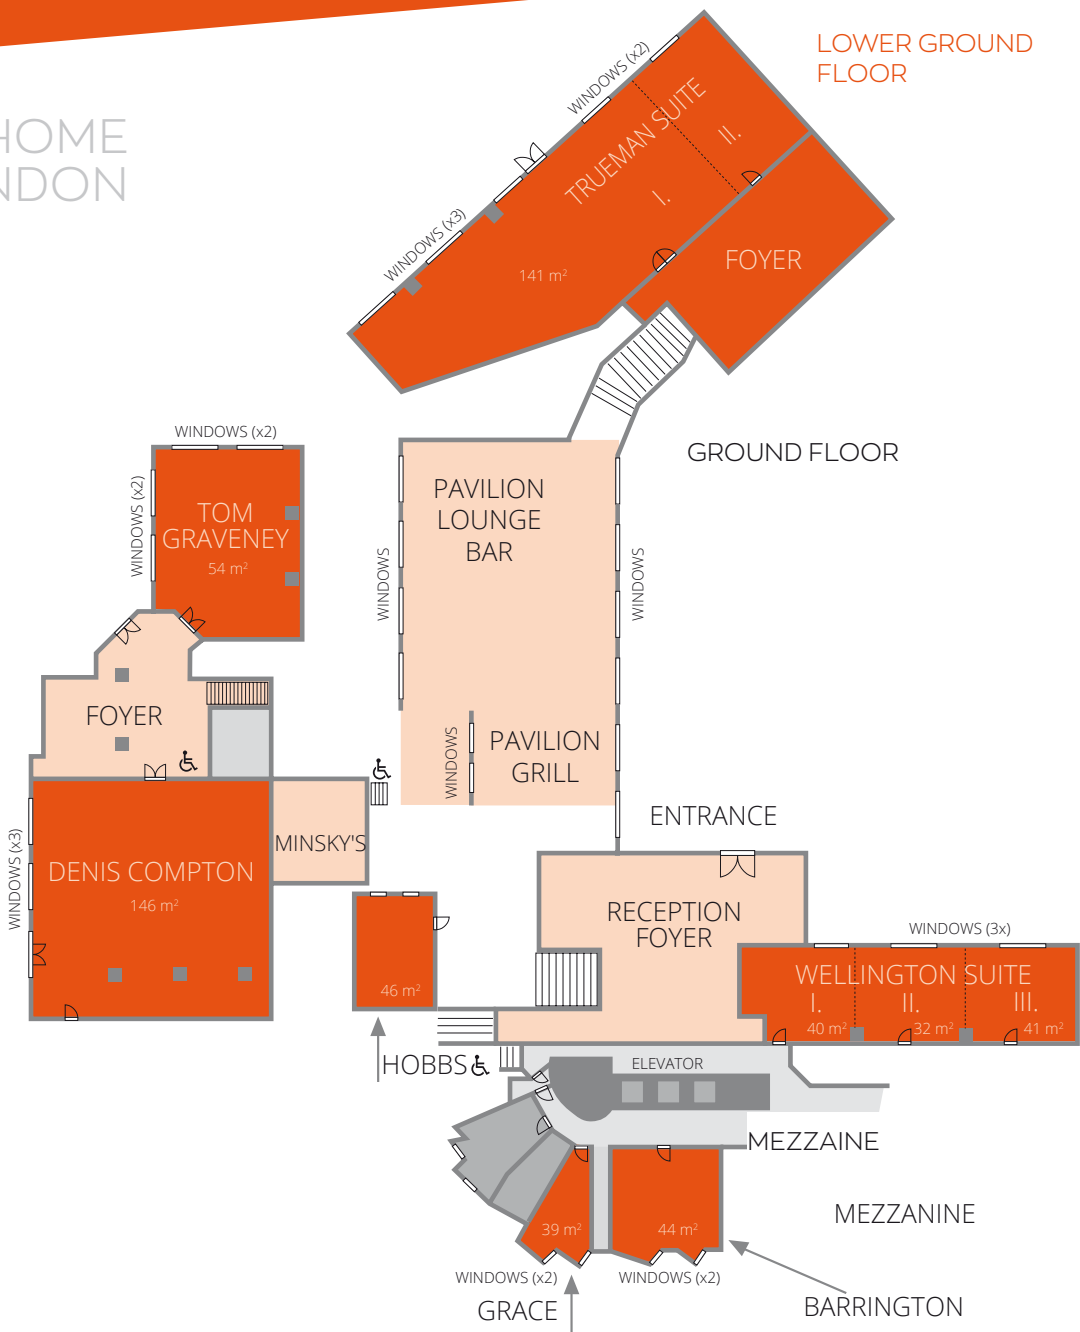 LOWER GROUND
FLOOR
HOME
NDON
WINDOWS (x2)
TRUEMAN SUITE
II.
I.
WINDOWS (x3)
141 m²
FOYER
GROUND FLOOR
WINDOWS (x2)
WINDOWS (x2)
TOM
GRAVENEY
54 m²
PAVILION
LOUNGE
BAR
WINDOWS
WINDOWS
FOYER
WINDOWS
PAVILION
GRILL
ENTRANCE
MINSKY'S
WINDOWS (x3)
DENIS COMPTON
146 m²
RECEPTION
FOYER
WINDOWS (3x)
WELLINGTON SUITE
I.
II.
III.
40 m²
32 m²
41 m²
46 m²
HOBBS
ELEVATOR
MEZZAINE
MEZZANINE
39 m²
44 m²
WINDOWS (x2)
WINDOWS (x2)
GRACE
BARRINGTON